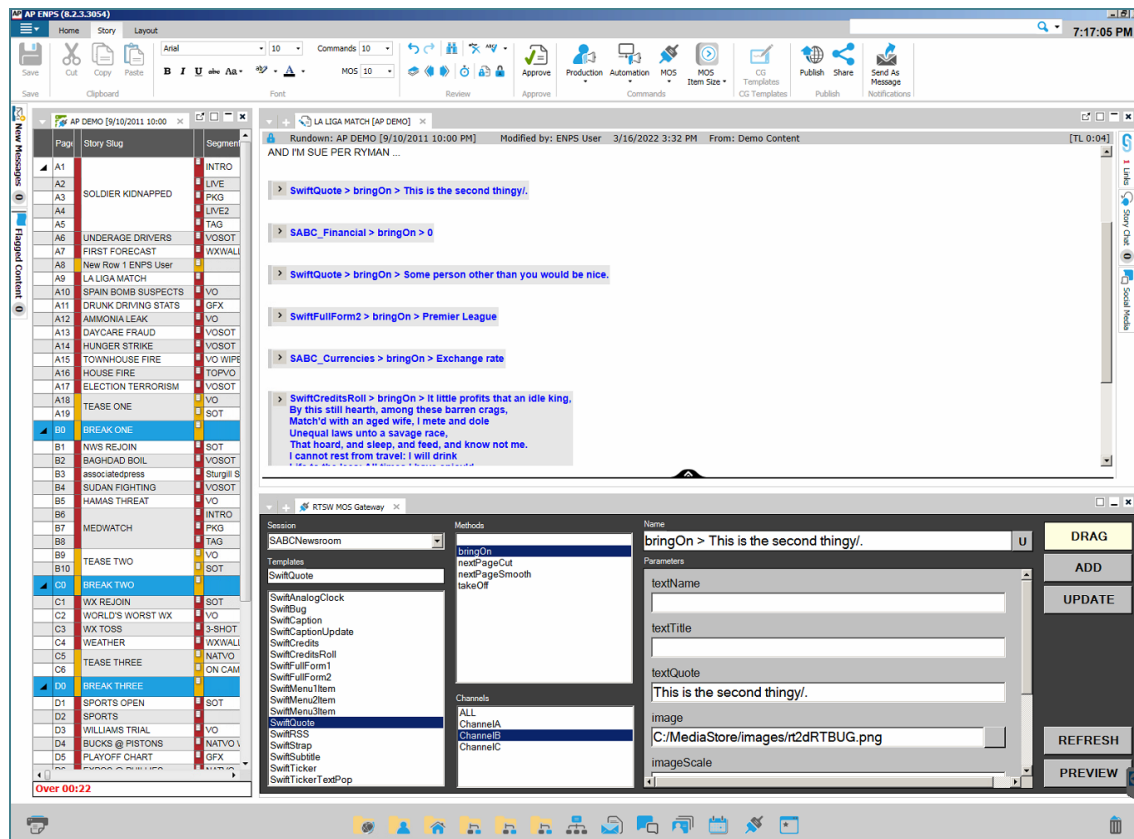 AP ENPS (8.2.3.3054)
Home Story Layout
7:17:05 PM
Arial 10 Commands 10
B I U abc Aa A MOS 10
Save Cut Copy Paste Approve Production Automation MOS MOS Item Size CG Templates Publish Share Send As Message
Save Clipboard Font Review Approve Commands CG Templates Publish Notifications
New Messages 0
Flagged Content 0
AP DEMO [9/10/2011 10:00
Page Story Slug Segment
A1 INTRO
A2 LIVE
A3 SOLDIER KIDNAPPED PKG
A4 LIVE2
A5 TAG
A6 UNDERAGE DRIVERS VOSOT
A7 FIRST FORECAST WXWALL
A8 New Row 1 ENPS User
A9 LA LIGA MATCH
A10 SPAIN BOMB SUSPECTS VO
A11 DRUNK DRIVING STATS GFX
A12 AMMONIA LEAK VO
A13 DAYCARE FRAUD VOSOT
A14 HUNGER STRIKE VOSOT
A15 TOWNHOUSE FIRE VO WIPE
A16 HOUSE FIRE TOPVO
A17 ELECTION TERRORISM VOSOT
A18 TEASE ONE VO
A19 SOT
B0 BREAK ONE
B1 NWS REJOIN SOT
B2 BAGHDAD BOIL VOSOT
B3 associatedpress Sturgill S
B4 SUDAN FIGHTING VOSOT
B5 HAMAS THREAT VO
B6 INTRO
B7 MEDWATCH PKG
B8 TAG
B9 TEASE TWO VO
B10 SOT
C0 BREAK TWO
C1 WX REJOIN SOT
C2 WORLD'S WORST WX VO
C3 WX TOSS 3-SHOT
C4 WEATHER WXWALL
C5 TEASE THREE NATVO
C6 ON CAM
D0 BREAK THREE
D1 SPORTS OPEN SOT
D2 SPORTS
D3 WILLIAMS TRIAL VO
D4 BUCKS @ PISTONS NATVO
D5 PLAYOFF CHART GFX
Over 00:22
LA LIGA MATCH [AP DEMO]
Rundown: AP DEMO [9/10/2011 10:00 PM] Modified by: ENPS User 3/16/2022 3:32 PM From: Demo Content [TL 0:04]
AND I'M SUE PER RYMAN ...
SwiftQuote > bringOn > This is the second thingy/.
SABC_Financial > bringOn > 0
SwiftQuote > bringOn > Some person other than you would be nice.
SwiftFullForm2 > bringOn > Premier League
SABC_Currencies > bringOn > Exchange rate
SwiftCreditsRoll > bringOn > It little profits that an idle king,
By this still hearth, among these barren crags,
Match'd with an aged wife, I mete and dole
Unequal laws unto a savage race,
That hoard, and sleep, and feed, and know not me.
I cannot rest from travel: I will drink
1 Links
Story Chat 0
Social Media
RTSW MOS Gateway
Session
SABCNewsroom
Templates
SwiftQuote
SwiftAnalogClock
SwiftBug
SwiftCaption
SwiftCaptionUpdate
SwiftCredits
SwiftCreditsRoll
SwiftFullForm1
SwiftFullForm2
SwiftMenu1Item
SwiftMenu2Item
SwiftMenu3Item
SwiftQuote
SwiftRSS
SwiftStrap
SwiftSubtitle
SwiftTicker
SwiftTickerTextPop
Methods
bringOn
nextPageCut
nextPageSmooth
takeOff
Channels
ALL
ChannelA
ChannelB
ChannelC
Name
bringOn > This is the second thingy/. U
Parameters
textName
textTitle
textQuote
This is the second thingy/.
image
C:/MediaStore/images/rt2dRTBUG.png
imageScale
DRAG
ADD
UPDATE
REFRESH
PREVIEW